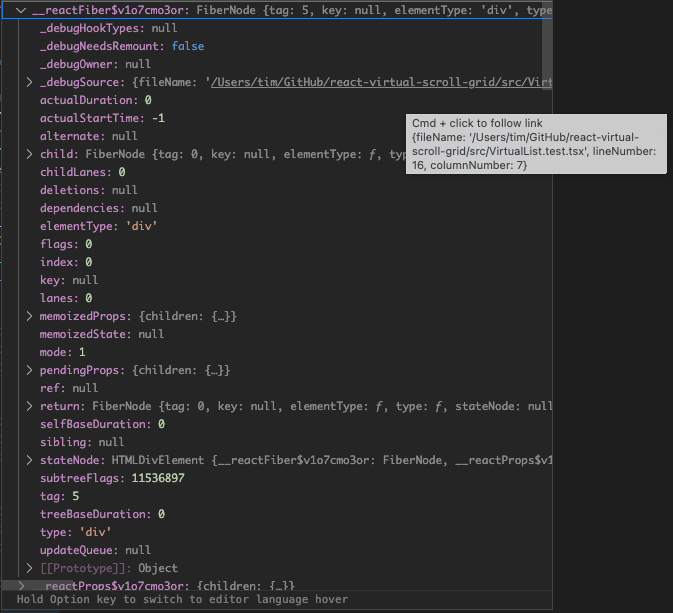 __reactFiber$v1o7cmo3or: FiberNode {tag: 5, key: null, elementType: 'div', type
_debugHookTypes: null
_debugNeedsRemount: false
_debugOwner: null
_debugSource: {fileName: '/Users/tim/GitHub/react-virtual-scroll-grid/src/Virt
actualDuration: 0
actualStartTime: -1
alternate: null
child: FiberNode {tag: 0, key: null, elementType: ƒ, typ
childLanes: 0
deletions: null
dependencies: null
elementType: 'div'
flags: 0
index: 0
key: null
lanes: 0
memoizedProps: {children: {…}}
memoizedState: null
mode: 1
pendingProps: {children: {…}}
ref: null
return: FiberNode {tag: 0, key: null, elementType: ƒ, type: ƒ, stateNode: null
selfBaseDuration: 0
sibling: null
stateNode: HTMLDivElement {__reactFiber$v1o7cmo3or: FiberNode, __reactProps$v1
subtreeFlags: 11536897
tag: 5
treeBaseDuration: 0
type: 'div'
updateQueue: null
[[Prototype]]: Object
__reactProps$v1o7cmo3or: {children: {…}}
Hold Option key to switch to editor language hover
Cmd + click to follow link
{fileName: '/Users/tim/GitHub/react-virtual-
scroll-grid/src/VirtualList.test.tsx', lineNumber:
16, columnNumber: 7}